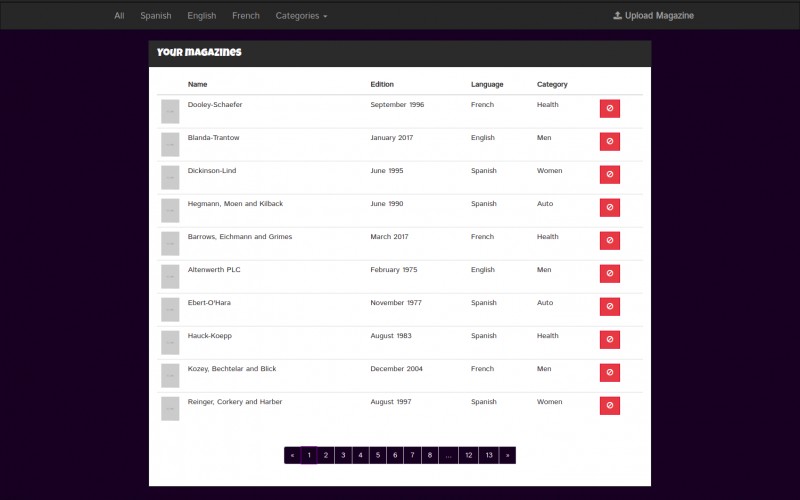 All Spanish English French Categories Upload Magazine
Your Magazines
Name Edition Language Category
Dooley-Schaefer September 1996 French Health
Blanda-Trantow January 2017 English Men
Dickinson-Lind June 1995 Spanish Women
Hegmann, Moen and Kilback June 1990 Spanish Auto
Barrows, Eichmann and Grimes March 2017 French Health
Altenwerth PLC February 1975 English Men
Ebert-O'Hara November 1977 Spanish Auto
Hauck-Koepp August 1983 Spanish Health
Kozey, Bechtelar and Blick December 2004 French Men
Reinger, Corkery and Harber August 1997 Spanish Women
« 1 2 3 4 5 6 7 8 ... 12 13 »